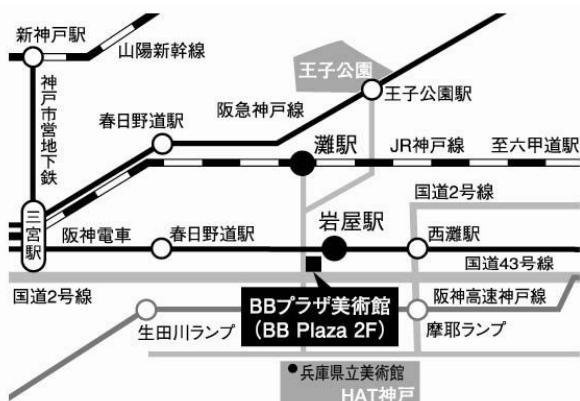 新神戸駅
山陽新幹線
神戸市営地下鉄
王子公園
王子公園駅
阪急神戸線
春日野道駅
灘駅
JR神戸線
至六甲道駅
国道2号線
三宮駅
阪神電車
春日野道駅
岩屋駅
西灘駅
国道43号線
国道2号線
BBプラザ美術館
(BB Plaza 2F)
阪神高速神戸線
生田川ランプ
摩耶ランプ
兵庫県立美術館
HAT神戸